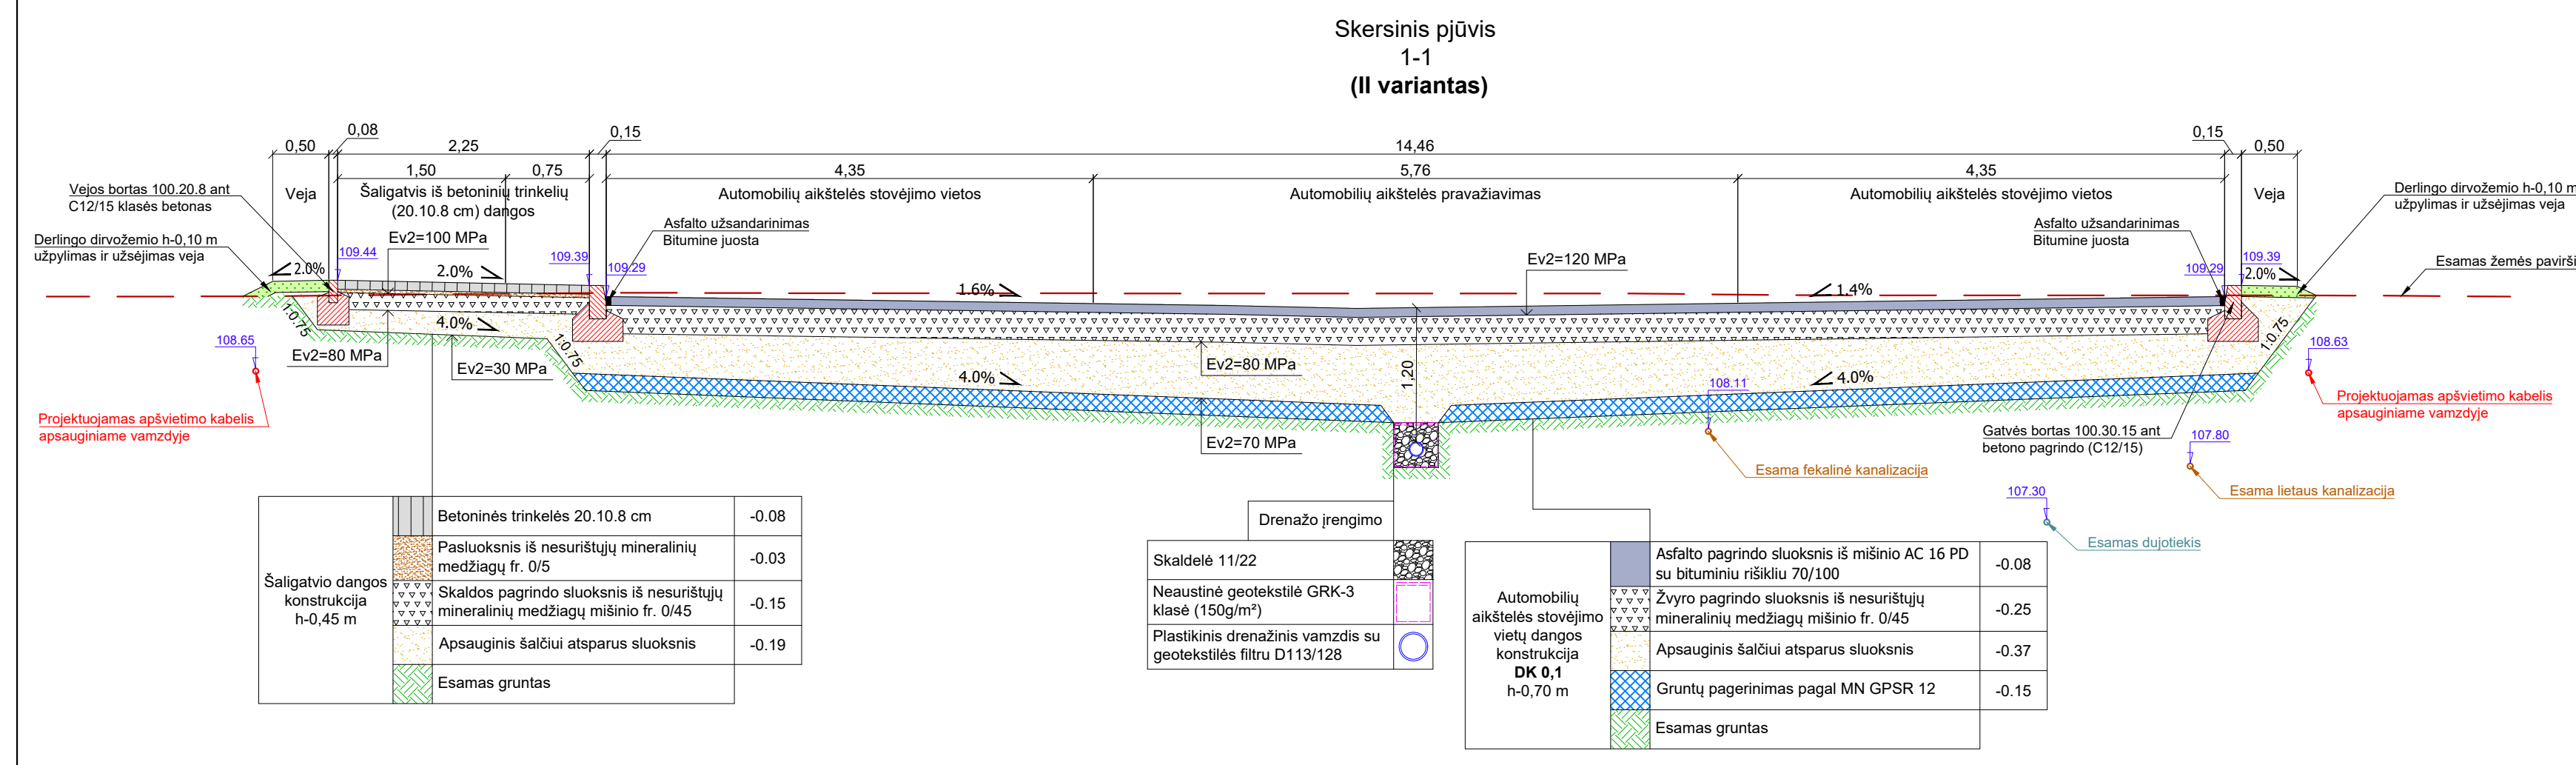 Skersinis pjūvis
1-1
(II variantas)
0,50
0,08
2,25
0,15
14,46
0,15
0,50
1,50
0,75
4,35
5,76
4,35
Veja
Šaligatvis iš betoninių trinkelių
(20.10.8 cm) dangos
Automobilių aikštelės stovėjimo vietos
Automobilių aikštelės pravažiavimas
Automobilių aikštelės stovėjimo vietos
Veja
Vejos bortas 100.20.8 ant
C12/15 klasės betonas
Derlingo dirvožemio h-0,10 m
užpylimas ir užsėjimas veja
Asfalto užsandarinimas
Bitumine juosta
Asfalto užsandarinimas
Bitumine juosta
Derlingo dirvožemio h-0,10 m
užpylimas ir užsėjimas veja
Esamas žemės pavirši
Ev2=100 MPa
Ev2=120 MPa
109.44
109.39
109.29
109.29
109.39
2.0%
2.0%
1.6%
1.4%
2.0%
1:0.75
4.0%
1:0.75
4.0%
4.0%
1:0.75
108.65
Ev2=80 MPa
Ev2=30 MPa
Ev2=80 MPa
1,20
108.11
108.63
Projektuojamas apšvietimo kabelis
apsauginiame vamzdyje
Ev2=70 MPa
Esama fekalinė kanalizacija
Gatvės bortas 100.30.15 ant
betono pagrindo (C12/15)
107.80
Projektuojamas apšvietimo kabelis
apsauginiame vamzdyje
Esama lietaus kanalizacija
107.30
Esamas dujotiekis
Šaligatvio dangos
konstrukcija
h-0,45 m
Betoninės trinkelės 20.10.8 cm
-0.08
Pasluoksnis iš nesurištųjų mineralinių
medžiagų fr. 0/5
-0.03
Skaldos pagrindo sluoksnis iš nesurištųjų
mineralinių medžiagų mišinio fr. 0/45
-0.15
Apsauginis šalčiui atsparus sluoksnis
-0.19
Esamas gruntas
Drenažo įrengimo
Skaldelė 11/22
Neaustinė geotekstilė GRK-3
klasė (150g/m²)
Plastikinis drenažinis vamzdis su
geotekstilės filtru D113/128
Automobilių
aikštelės stovėjimo
vietų dangos
konstrukcija
DK 0,1
h-0,70 m
Asfalto pagrindo sluoksnis iš mišinio AC 16 PD
su bituminiu rišikliu 70/100
-0.08
Žvyro pagrindo sluoksnis iš nesurištųjų
mineralinių medžiagų mišinio fr. 0/45
-0.25
Apsauginis šalčiui atsparus sluoksnis
-0.37
Gruntų pagerinimas pagal MN GPSR 12
-0.15
Esamas gruntas